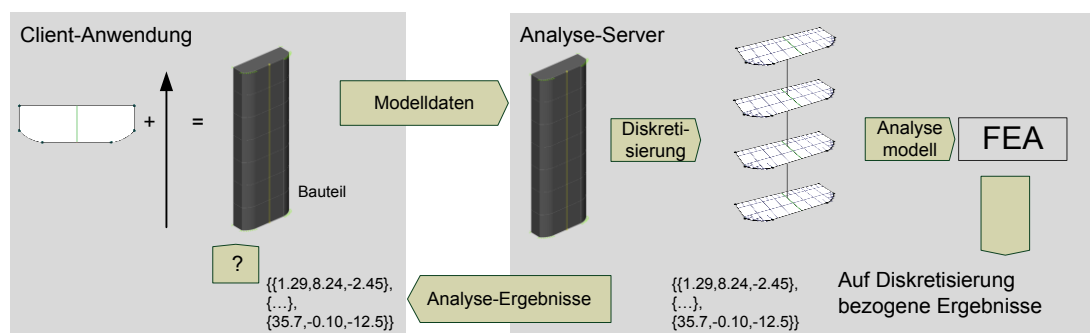 Client-Anwendung
+
=
Bauteil
?
{{1.29,8.24,-2.45},
{…},
{35.7,-0.10,-12.5}}
Modelldaten
Analyse-Ergebnisse
Analyse-Server
Diskreti-
sierung
Analyse
modell
FEA
{{1.29,8.24,-2.45},
{…},
{35.7,-0.10,-12.5}}
Auf Diskretisierung
bezogene Ergebnisse